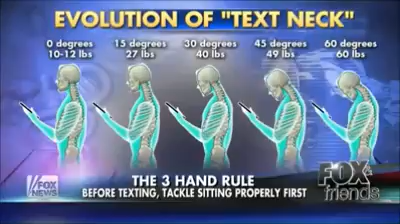 EVOLUTION OF "TEXT NECK"
0 degrees 15 degrees 30 degrees 45 degrees 60 degrees
10-12 lbs 27 lbs 40 lbs 49 lbs 60 lbs
THE 3 HAND RULE
BEFORE TEXTING, TACKLE SITTING PROPERLY FIRST
FOX
NEWS
FOX
friends